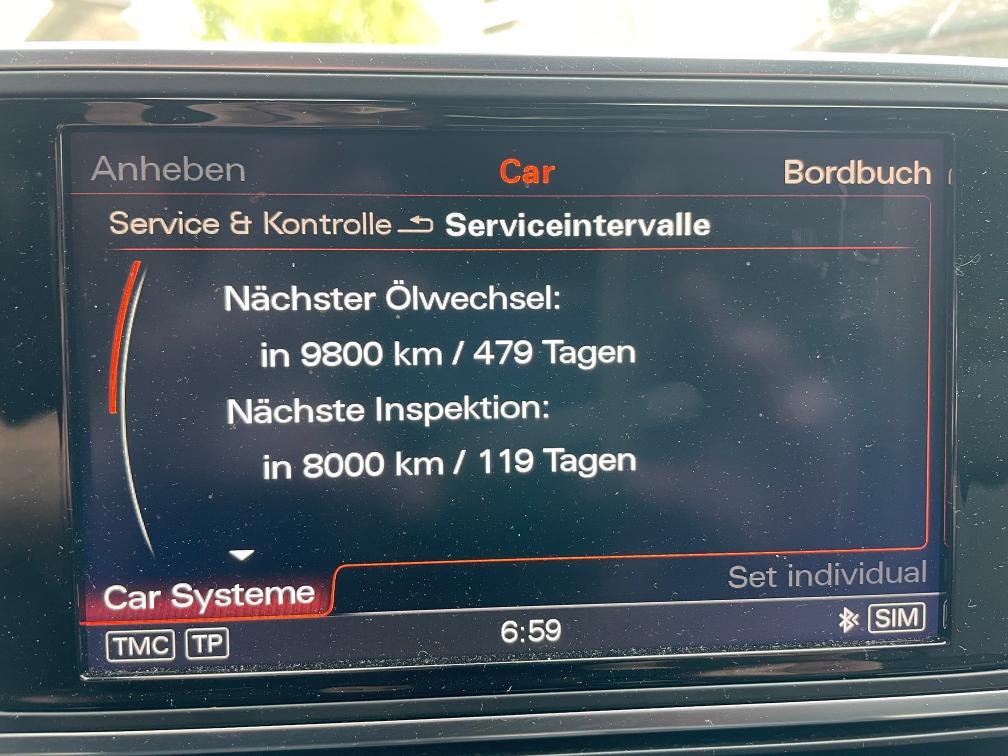 Anheben Car Bordbuch
Service & Kontrolle Serviceintervalle
Nächster Ölwechsel:
in 9800 km / 479 Tagen
Nächste Inspektion:
in 8000 km / 119 Tagen
Set individual
Car Systeme
TMC TP 6:59 SIM